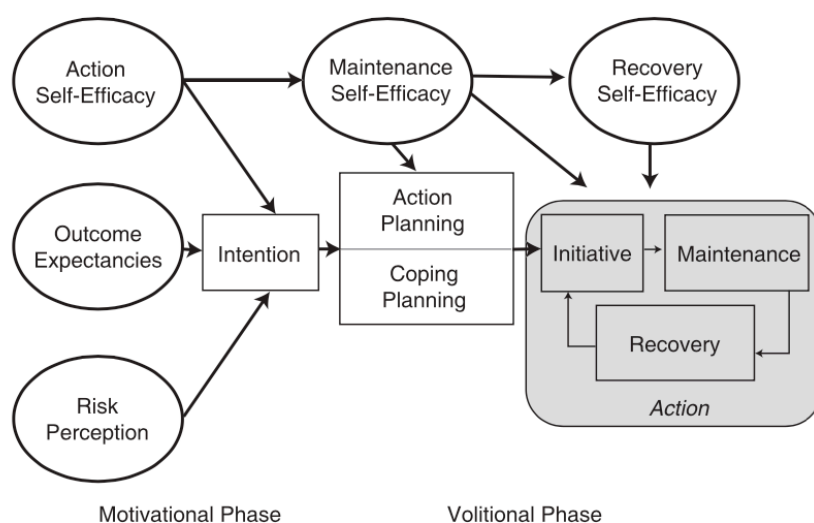 Action
Self-Efficacy
Maintenance
Self-Efficacy
Recovery
Self-Efficacy
Outcome
Expectancies
Intention
Action
Planning
Coping
Planning
Initiative
Maintenance
Recovery
Action
Risk
Perception
Motivational Phase
Volitional Phase